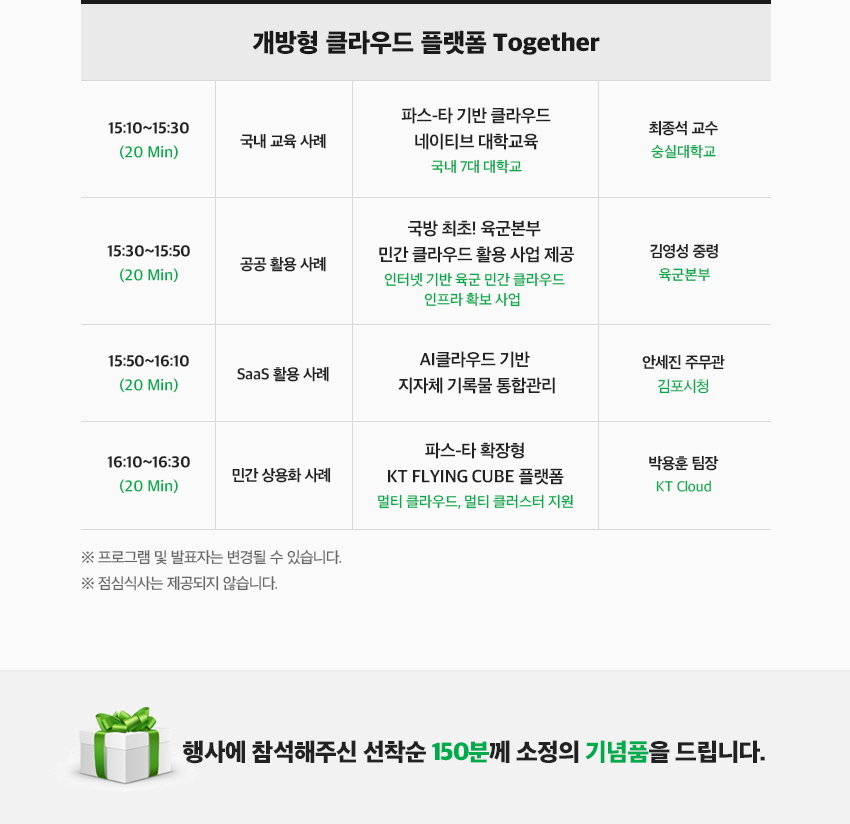 개방형 클라우드 플랫폼 Together
15:10~15:30
(20 Min)
국내 교육 사례
파스-타 기반 클라우드
네이티브 대학교육
국내 7대 대학교
최종석 교수
숭실대학교
15:30~15:50
(20 Min)
공공 활용 사례
국방 최초! 육군본부
민간 클라우드 활용 사업 제공
인터넷 기반 육군 민간 클라우드
인프라 확보 사업
김영성 중령
육군본부
15:50~16:10
(20 Min)
SaaS 활용 사례
AI클라우드 기반
지자체 기록물 통합관리
안세진 주무관
김포시청
16:10~16:30
(20 Min)
민간 상용화 사례
파스-타 확장형
KT FLYING CUBE 플랫폼
멀티 클라우드, 멀티 클러스터 지원
박용훈 팀장
KT Cloud
※ 프로그램 및 발표자는 변경될 수 있습니다.
※ 점심식사는 제공되지 않습니다.
행사에 참석해주신 선착순 150분께 소정의 기념품을 드립니다.